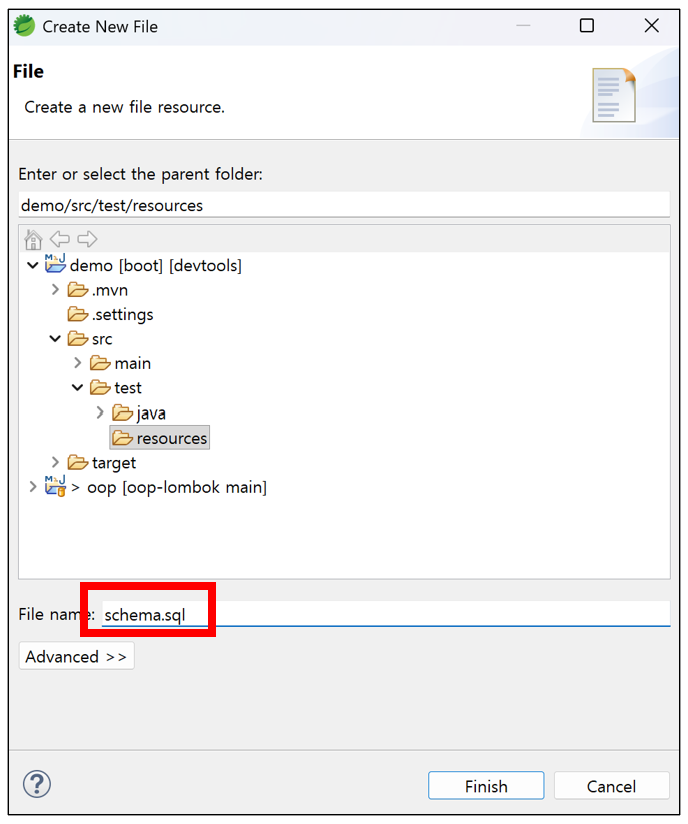 Create New File
File
Create a new file resource.
Enter or select the parent folder:
demo/src/test/resources
demo [boot] [devtools]
.mvn
.settings
src
main
test
java
resources
target
> oop [oop-lombok main]
File name: schema.sql
Advanced >>
Finish
Cancel